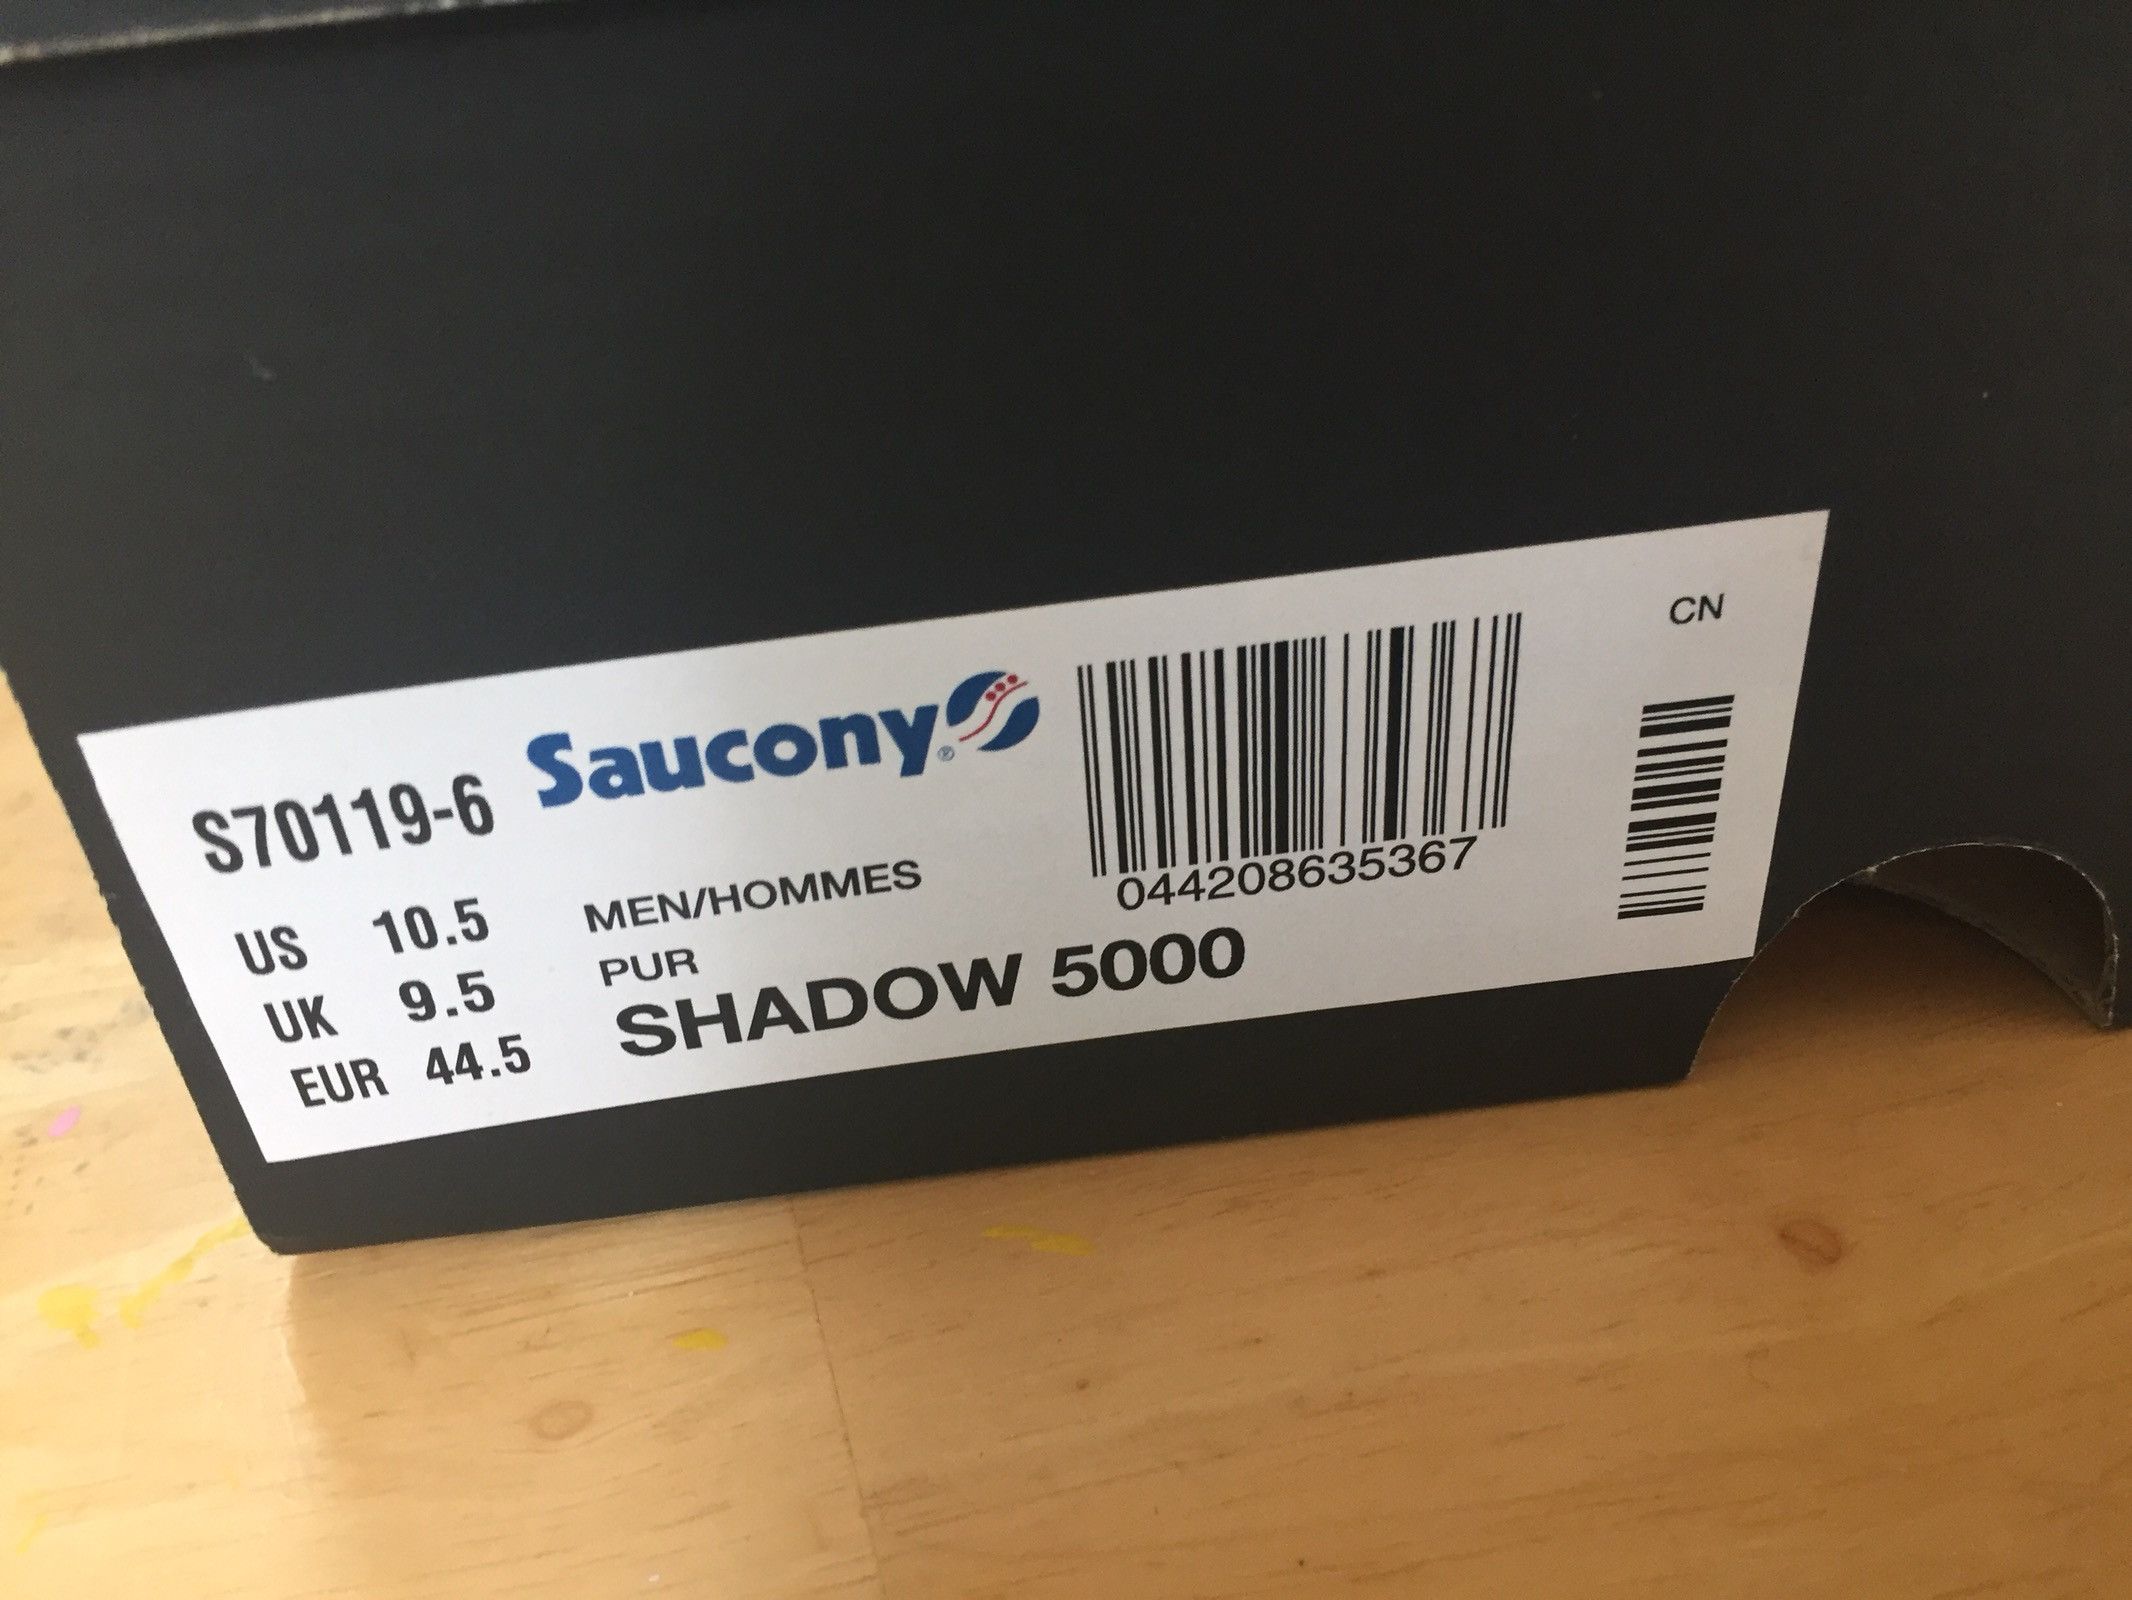 S70119-6 Saucony®
US 10.5
UK 9.5
EUR 44.5
MEN/HOMMES
PUR
SHADOW 5000
044208635367
CN